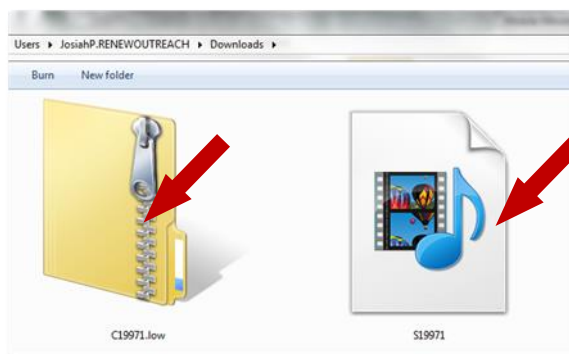 Users ▸ JosiahP.RENEWOUTREACH ▸ Downloads ▸
Burn New folder
C19971.low S19971